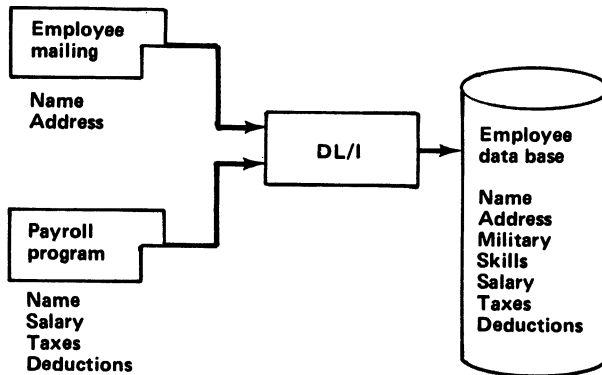 Employee
mailing
Name
Address
DL/I
Payroll
program
Name
Salary
Taxes
Deductions
Employee
data base
Name
Address
Military
Skills
Salary
Taxes
Deductions